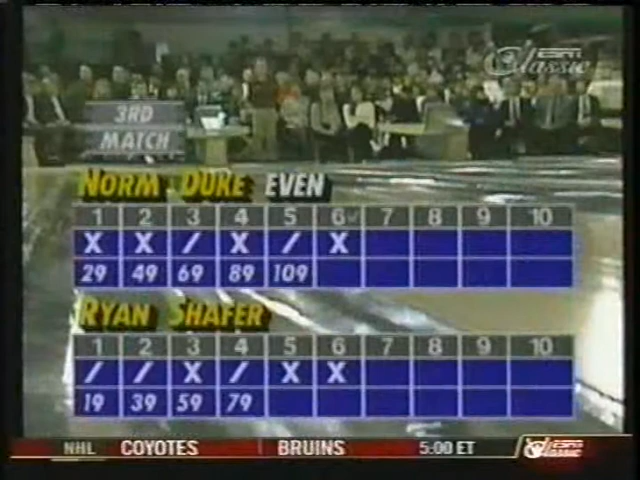 ESPN
Classic
3RD
MATCH
NORM DUKE EVEN
1 2 3 4 5 6 7 8 9 10
X X / X / X
29 49 69 89 109
RYAN SHAFER
1 2 3 4 5 6 7 8 9 10
/ / X / X X
19 39 59 79
NHL COYOTES BRUINS 5:00 ET ESPN
Classic